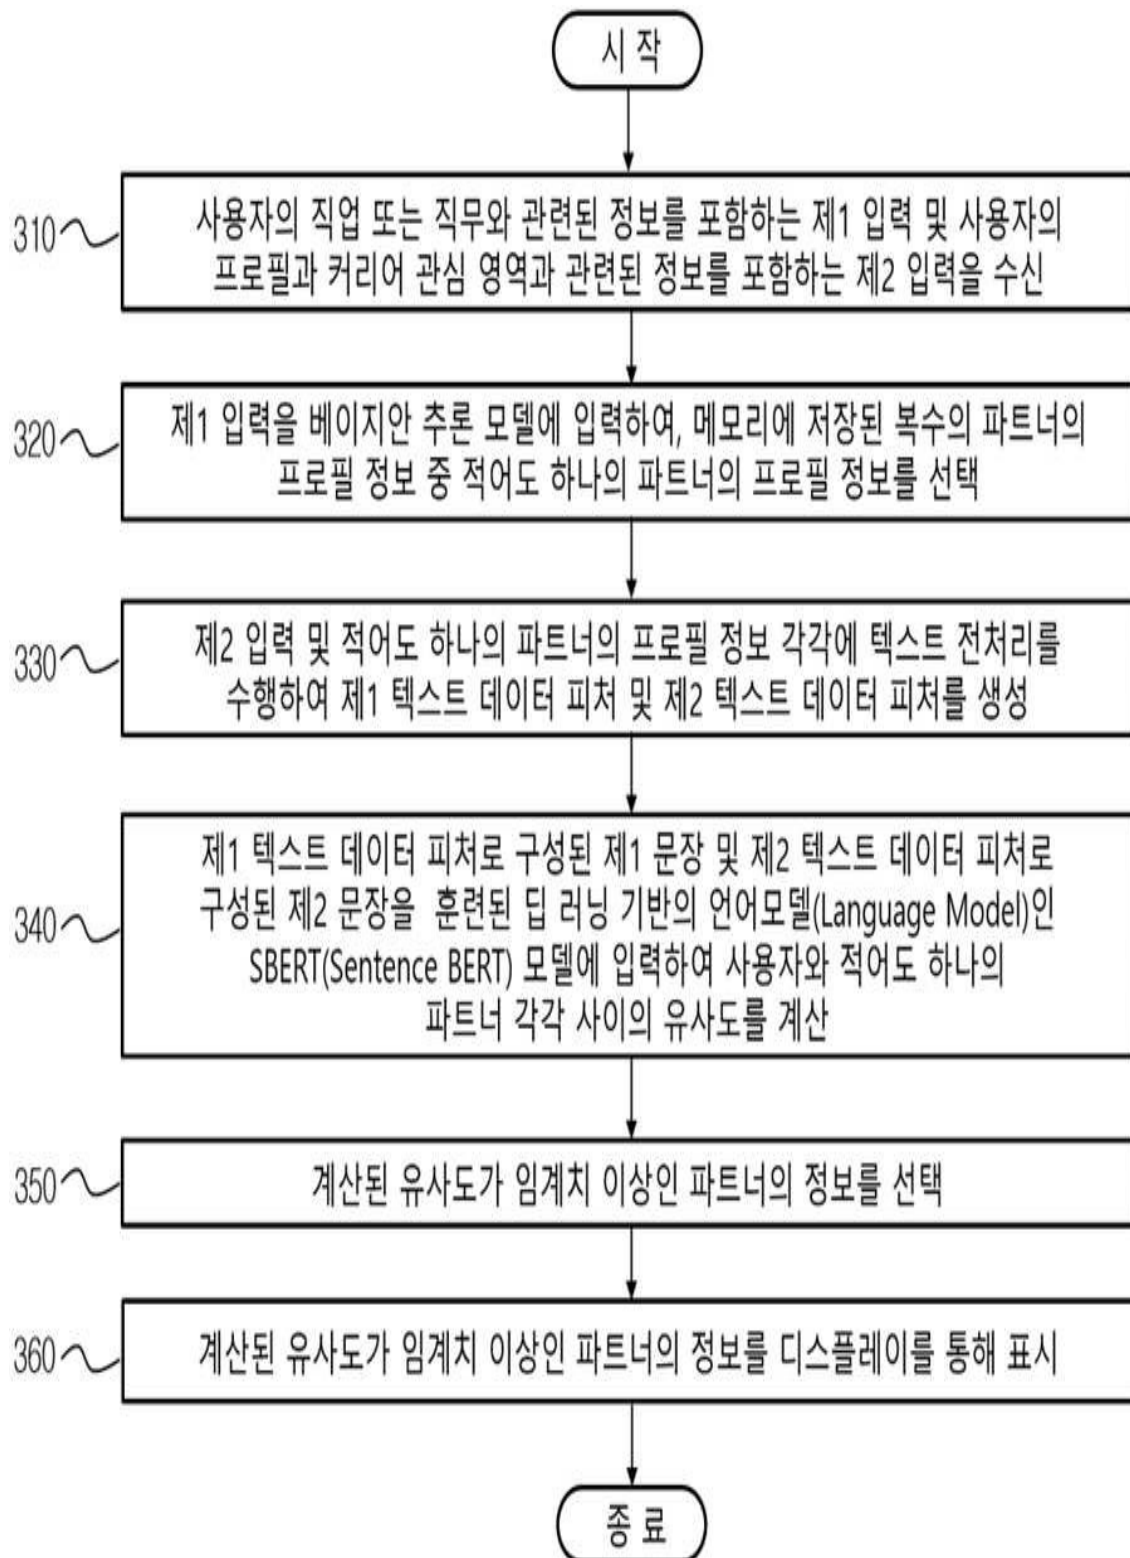 시 작
310
사용자의 직업 또는 직무와 관련된 정보를 포함하는 제1 입력 및 사용자의
프로필과 커리어 관심 영역과 관련된 정보를 포함하는 제2 입력을 수신
320
제1 입력을 베이지안 추론 모델에 입력하여, 메모리에 저장된 복수의 파트너의
프로필 정보 중 적어도 하나의 파트너의 프로필 정보를 선택
330
제2 입력 및 적어도 하나의 파트너의 프로필 정보 각각에 텍스트 전처리를
수행하여 제1 텍스트 데이터 피처 및 제2 텍스트 데이터 피처를 생성
340
제1 텍스트 데이터 피처로 구성된 제1 문장 및 제2 텍스트 데이터 피처로
구성된 제2 문장을 훈련된 딥 러닝 기반의 언어모델(Language Model)인
SBERT(Sentence BERT) 모델에 입력하여 사용자와 적어도 하나의
파트너 각각 사이의 유사도를 계산
350
계산된 유사도가 임계치 이상인 파트너의 정보를 선택
360
계산된 유사도가 임계치 이상인 파트너의 정보를 디스플레이를 통해 표시
종 료